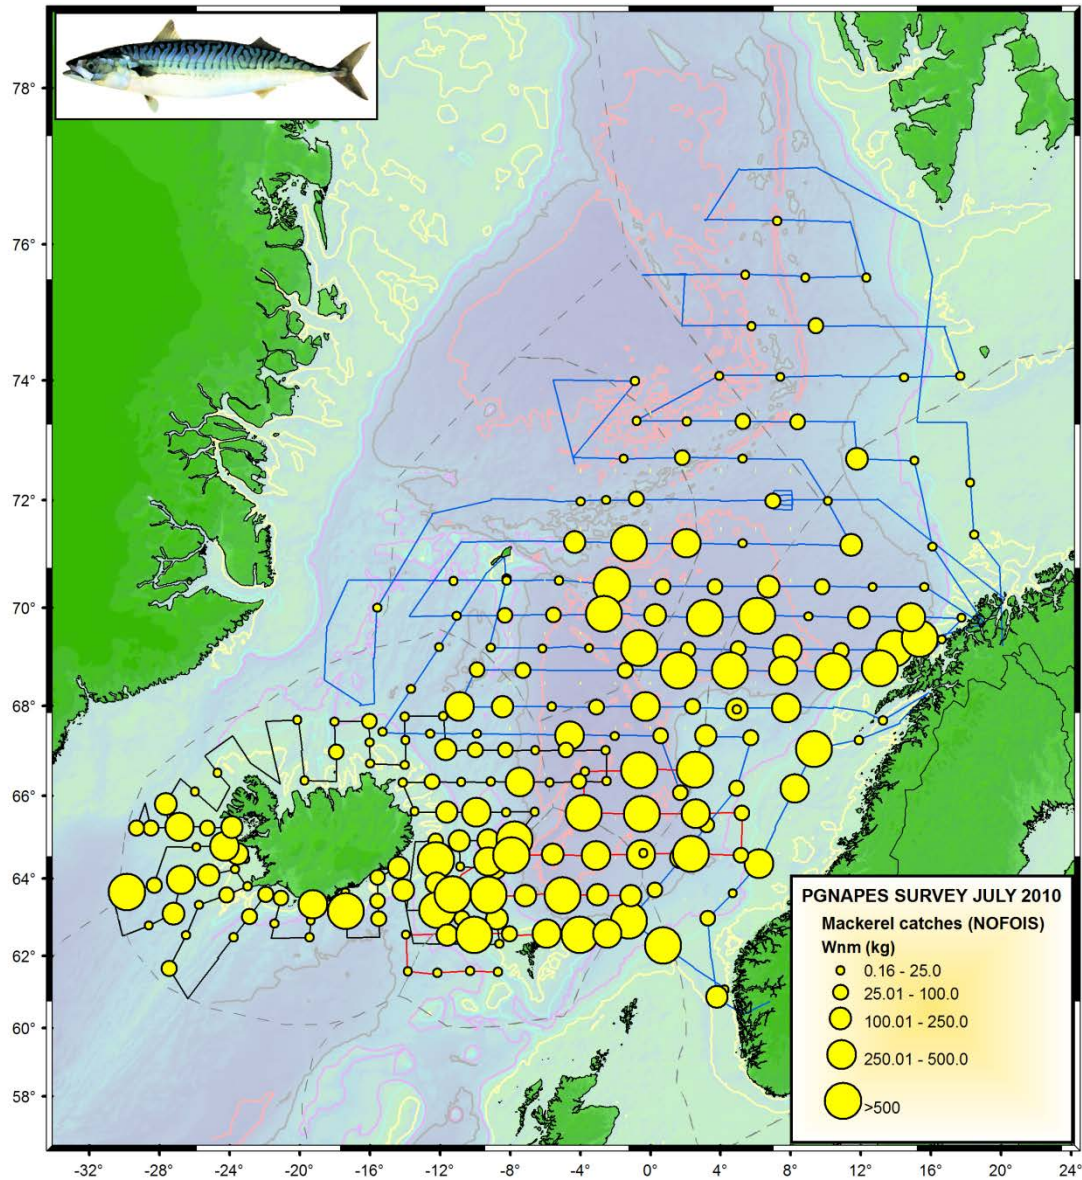 78°
76°
74°
72°
70°
68°
66°
64°
62°
60°
58°
PGNAPES SURVEY JULY 2010
Mackerel catches (NOFOIS)
Wnm (kg)
0.16 - 25.0
25.01 - 100.0
100.01 - 250.0
250.01 - 500.0
>500
-32° -28° -24° -20° -16° -12° -8° -4° 0° 4° 8° 12° 16° 20° 24°